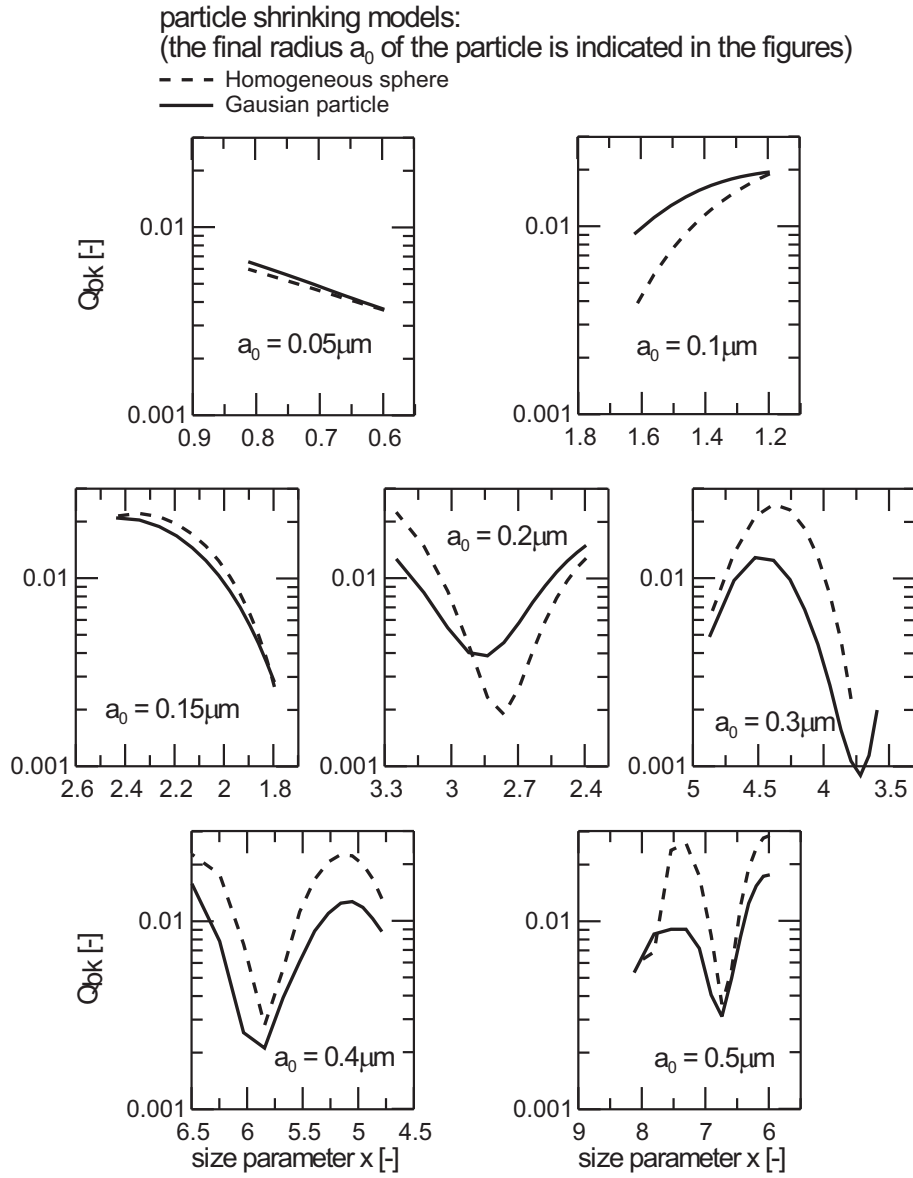 particle shrinking models:
(the final radius a₀ of the particle is indicated in the figures)
Homogeneous sphere
Gausian particle
0.01
0.001
Qbk [-]
a₀ = 0.05µm
0.9 0.8 0.7 0.6
0.01
0.001
a₀ = 0.1µm
1.8 1.6 1.4 1.2
0.01
0.001
a₀ = 0.15µm
2.6 2.4 2.2 2 1.8
0.01
0.001
a₀ = 0.2µm
3.3 3 2.7 2.4
0.01
0.001
a₀ = 0.3µm
5 4.5 4 3.5
0.01
0.001
Qbk [-]
a₀ = 0.4µm
6.5 6 5.5 5 4.5
size parameter x [-]
0.01
0.001
a₀ = 0.5µm
9 8 7 6
size parameter x [-]